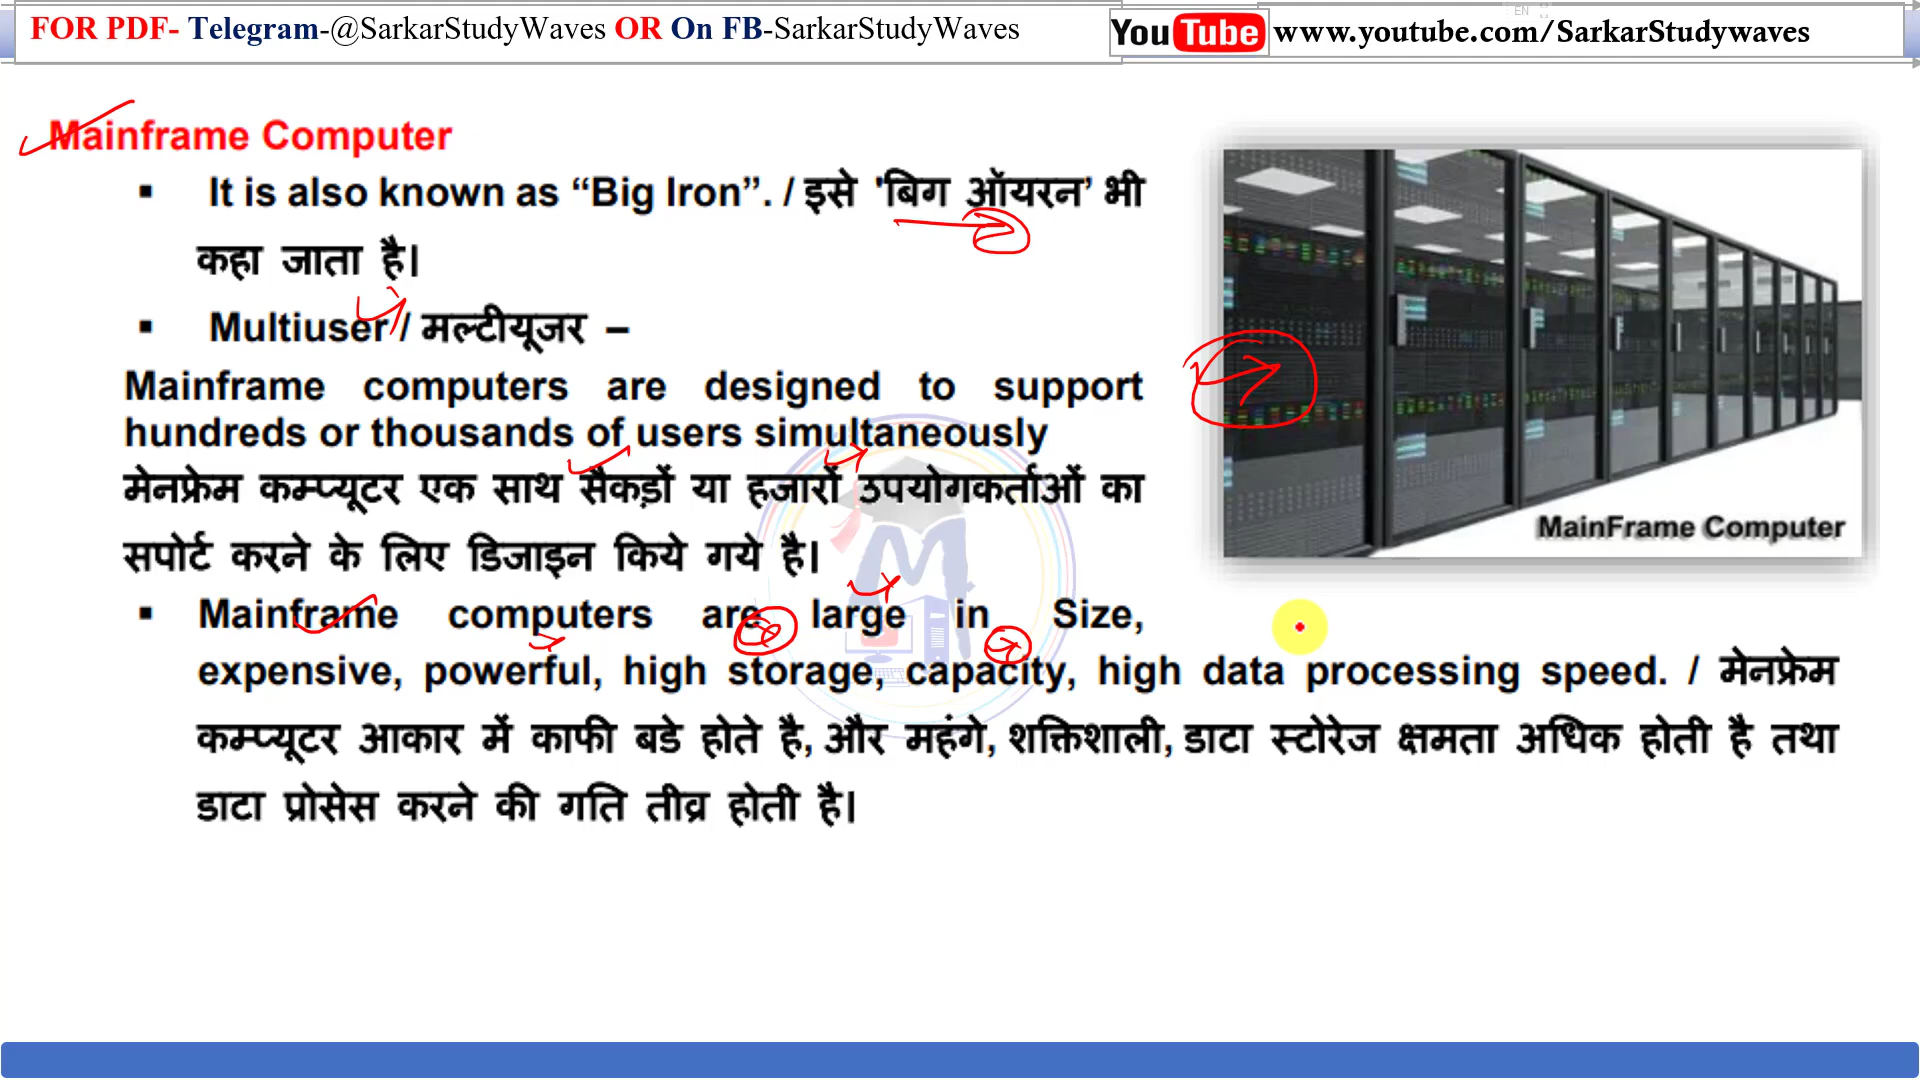 FOR PDF- Telegram-@SarkarStudyWaves OR On FB-SarkarStudyWaves
YouTube www.youtube.com/SarkarStudywaves
EN
Mainframe Computer
▪ It is also known as “Big Iron”. / इसे 'बिग ऑयरन’ भी
कहा जाता है।
▪ Multiuser / मल्टीयूजर –
Mainframe computers are designed to support
hundreds or thousands of users simultaneously
मेनफ्रेम कम्प्यूटर एक साथ सैकड़ों या हजारों उपयोगकर्ताओं का
सपोर्ट करने के लिए डिजाइन किये गये है।
MainFrame Computer
▪ Mainframe computers are large in Size,
expensive, powerful, high storage, capacity, high data processing speed. / मेनफ्रेम
कम्प्यूटर आकार में काफी बडे होते है, और महंगे, शक्तिशाली, डाटा स्टोरेज क्षमता अधिक होती है तथा
डाटा प्रोसेस करने की गति तीव्र होती है।